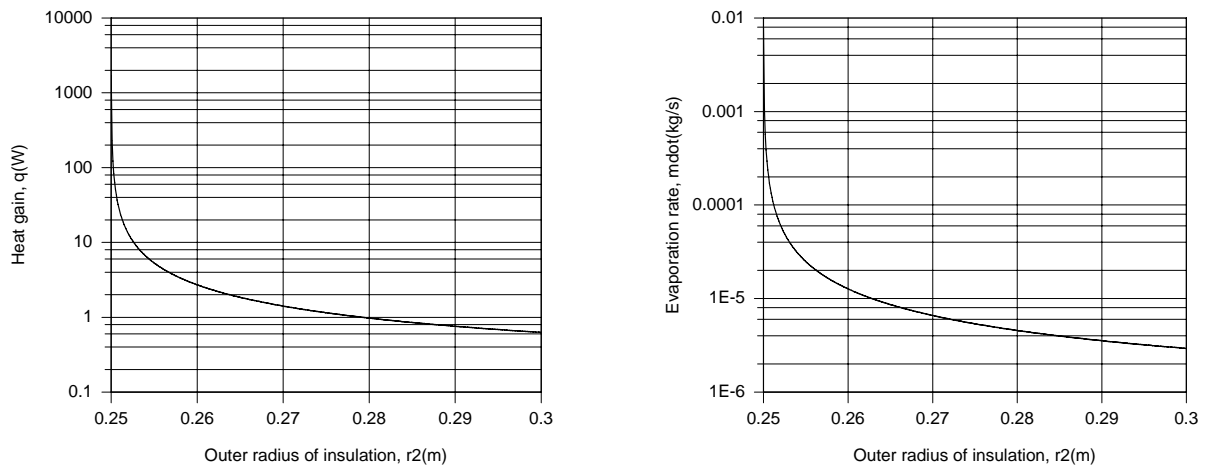 10000
1000
100
10
1
0.1
Heat gain, q(W)
0.25 0.26 0.27 0.28 0.29 0.3
Outer radius of insulation, r2(m)
0.01
0.001
0.0001
1E-5
1E-6
Evaporation rate, mdot(kg/s)
0.25 0.26 0.27 0.28 0.29 0.3
Outer radius of insulation, r2(m)